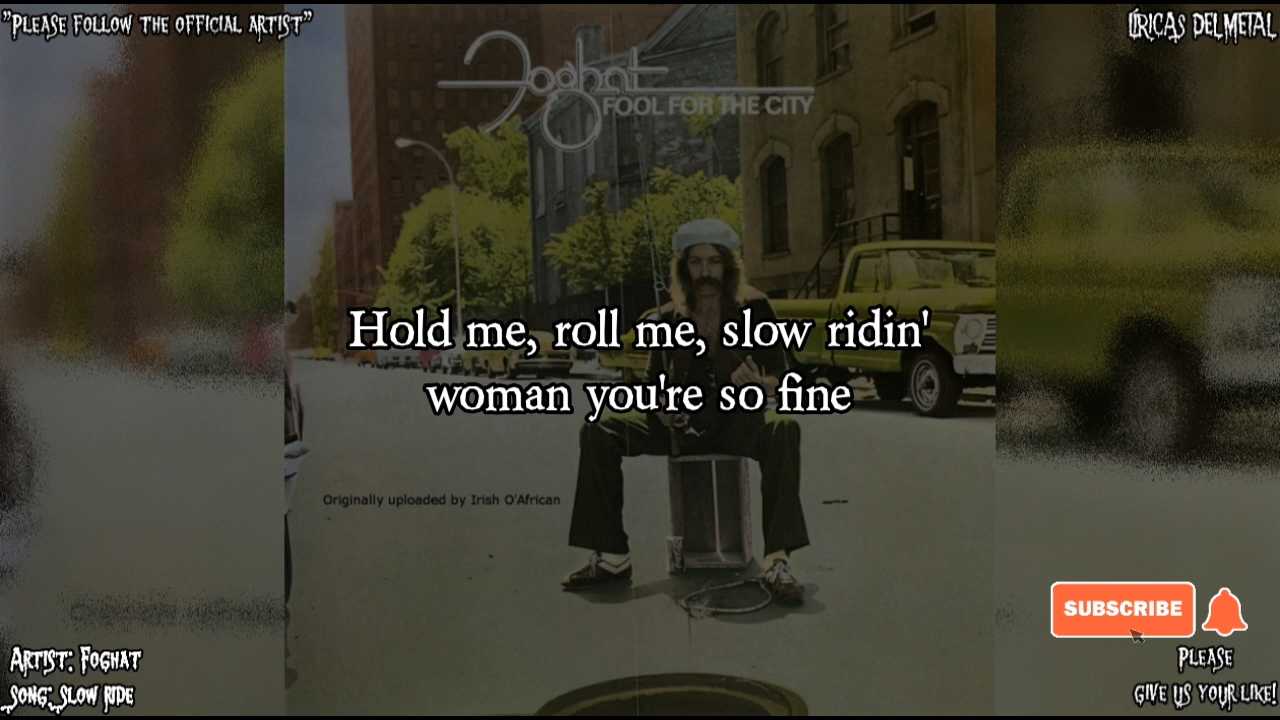 "PLEASE FOLLOW THE OFFICIAL ARTIST"
LÍRICAS DEL METAL
Foghat
FOOL FOR THE CITY
Hold me, roll me, slow ridin'
woman you're so fine
Originally uploaded by Irish O'African
SUBSCRIBE
ARTIST: FOGHAT
SONG: SLOW RIDE
PLEASE
GIVE US YOUR LIKE!